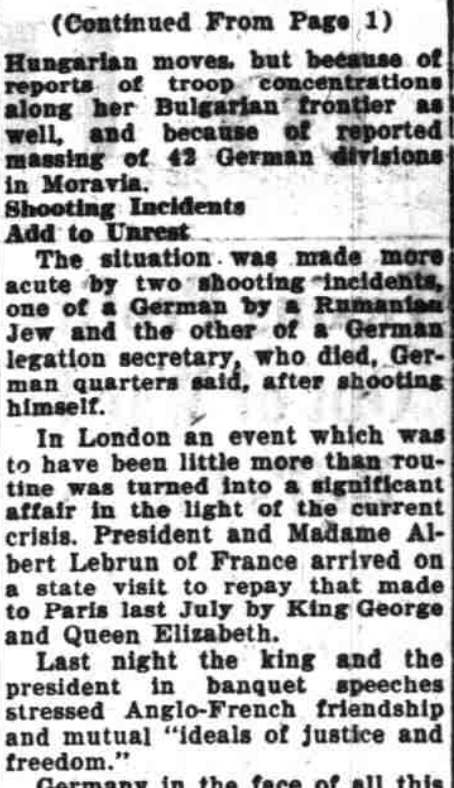 (Continued From Page 1)
Hungarian moves, but because of
reports of troop concentrations
along her Bulgarian frontier as
well, and because of reported
massing of 42 German divisions
in Moravia.
Shooting Incidents
Add to Unrest
The situation was made more
acute by two shooting incidents,
one of a German by a Rumanian
Jew and the other of a German
legation secretary, who died, Ger-
man quarters said, after shooting
himself.
In London an event which was
to have been little more than rou-
tine was turned into a significant
affair in the light of the current
crisis. President and Madame Al-
bert Lebrun of France arrived on
a state visit to repay that made
to Paris last July by King George
and Queen Elizabeth.
Last night the king and the
president in banquet speeches
stressed Anglo-French friendship
and mutual "ideals of justice and
freedom."
Germany in the face of all this